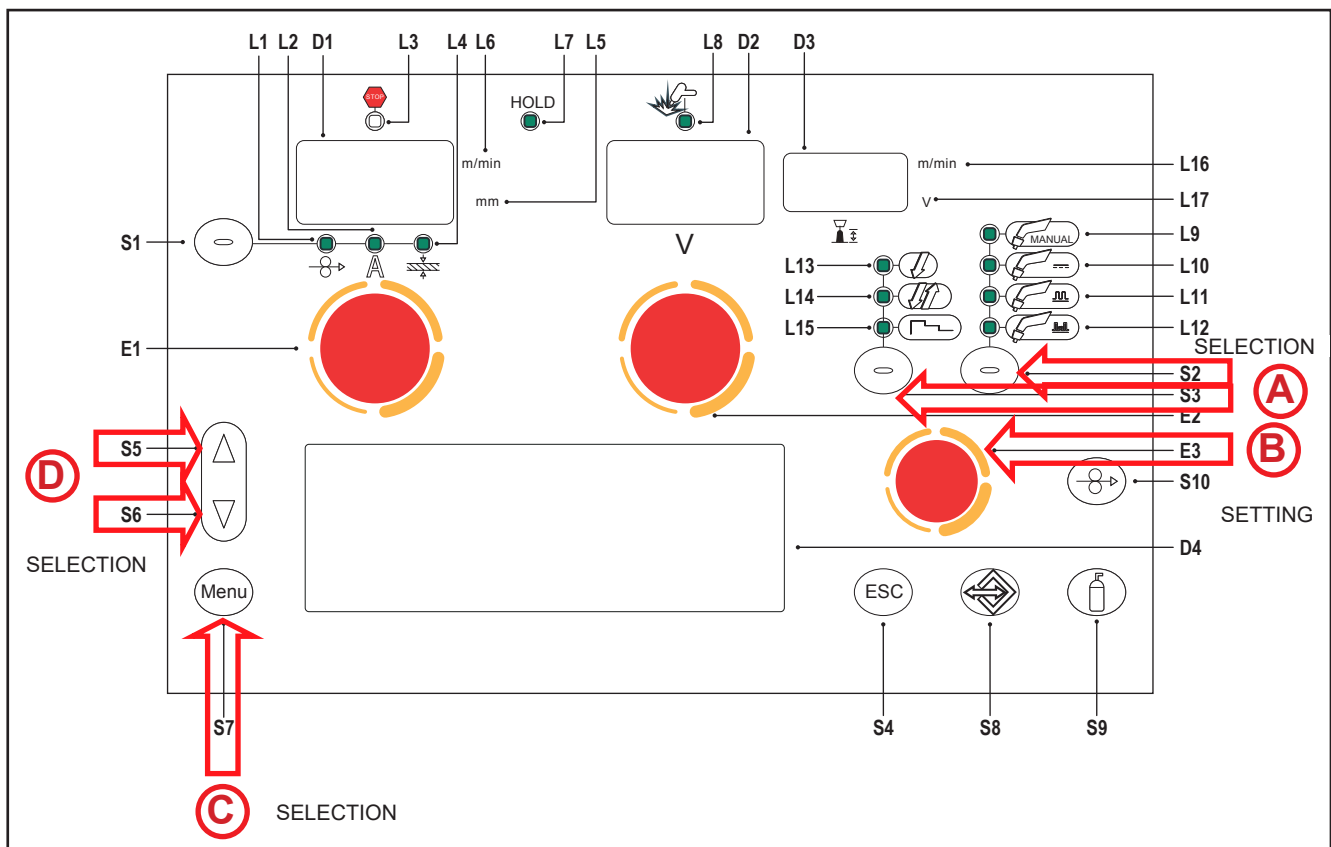 L1 L2 D1 L3 L4 L6 L7 L5 L8 D2 D3
STOP
HOLD
m/min
mm
m/min L16
V L17
S1
A
V
MANUAL L9
L13 L10
L14 L11
L15 L12
E1
SELECTION
S2
A
S3
E2
S5
B
E3
D
S10
S6
SETTING
SELECTION
D4
Menu
ESC
S7 S4 S8 S9
C SELECTION